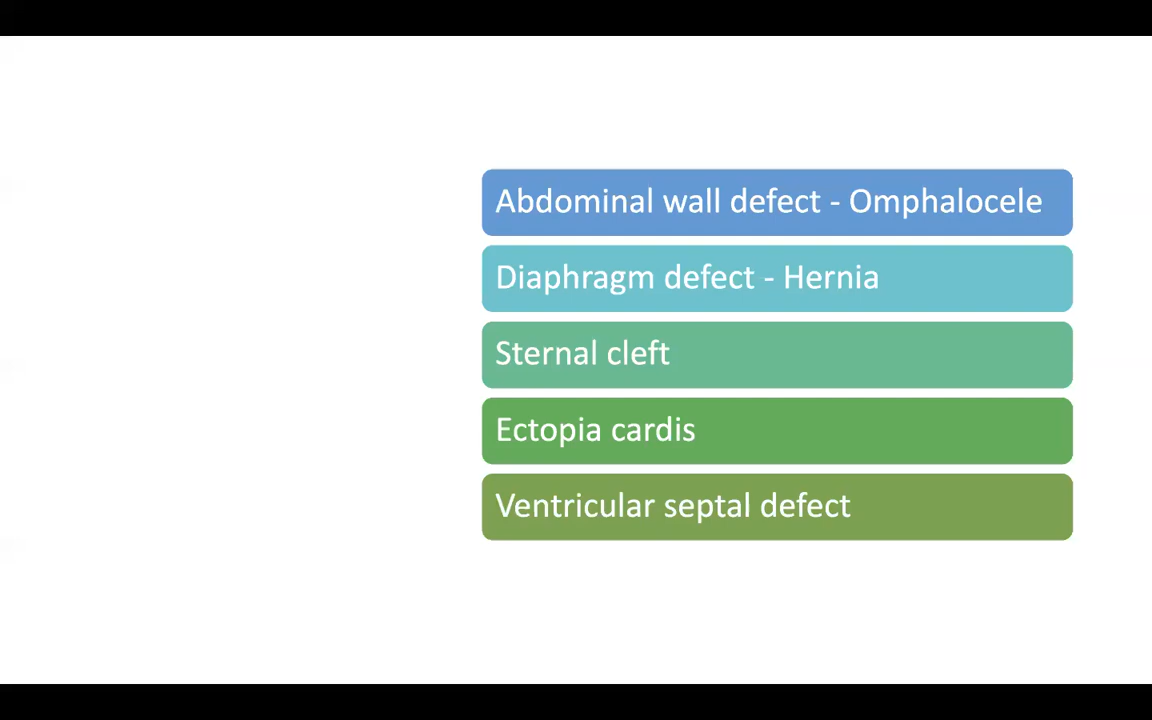 Abdominal wall defect - Omphalocele
Diaphragm defect - Hernia
Sternal cleft
Ectopia cardis
Ventricular septal defect